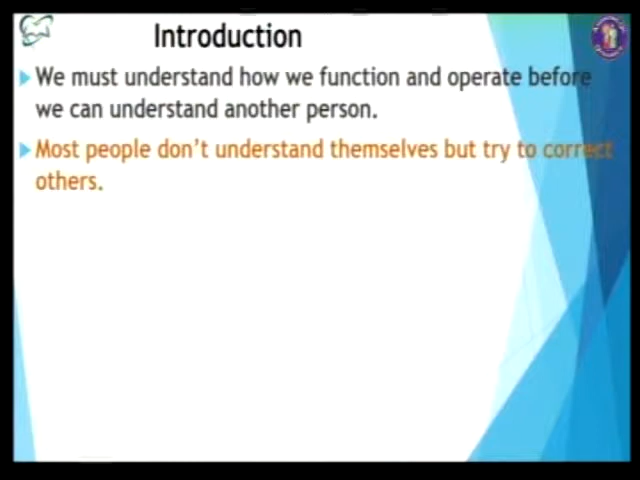 Introduction
We must understand how we function and operate before
we can understand another person.
Most people don't understand themselves but try to correct
others.